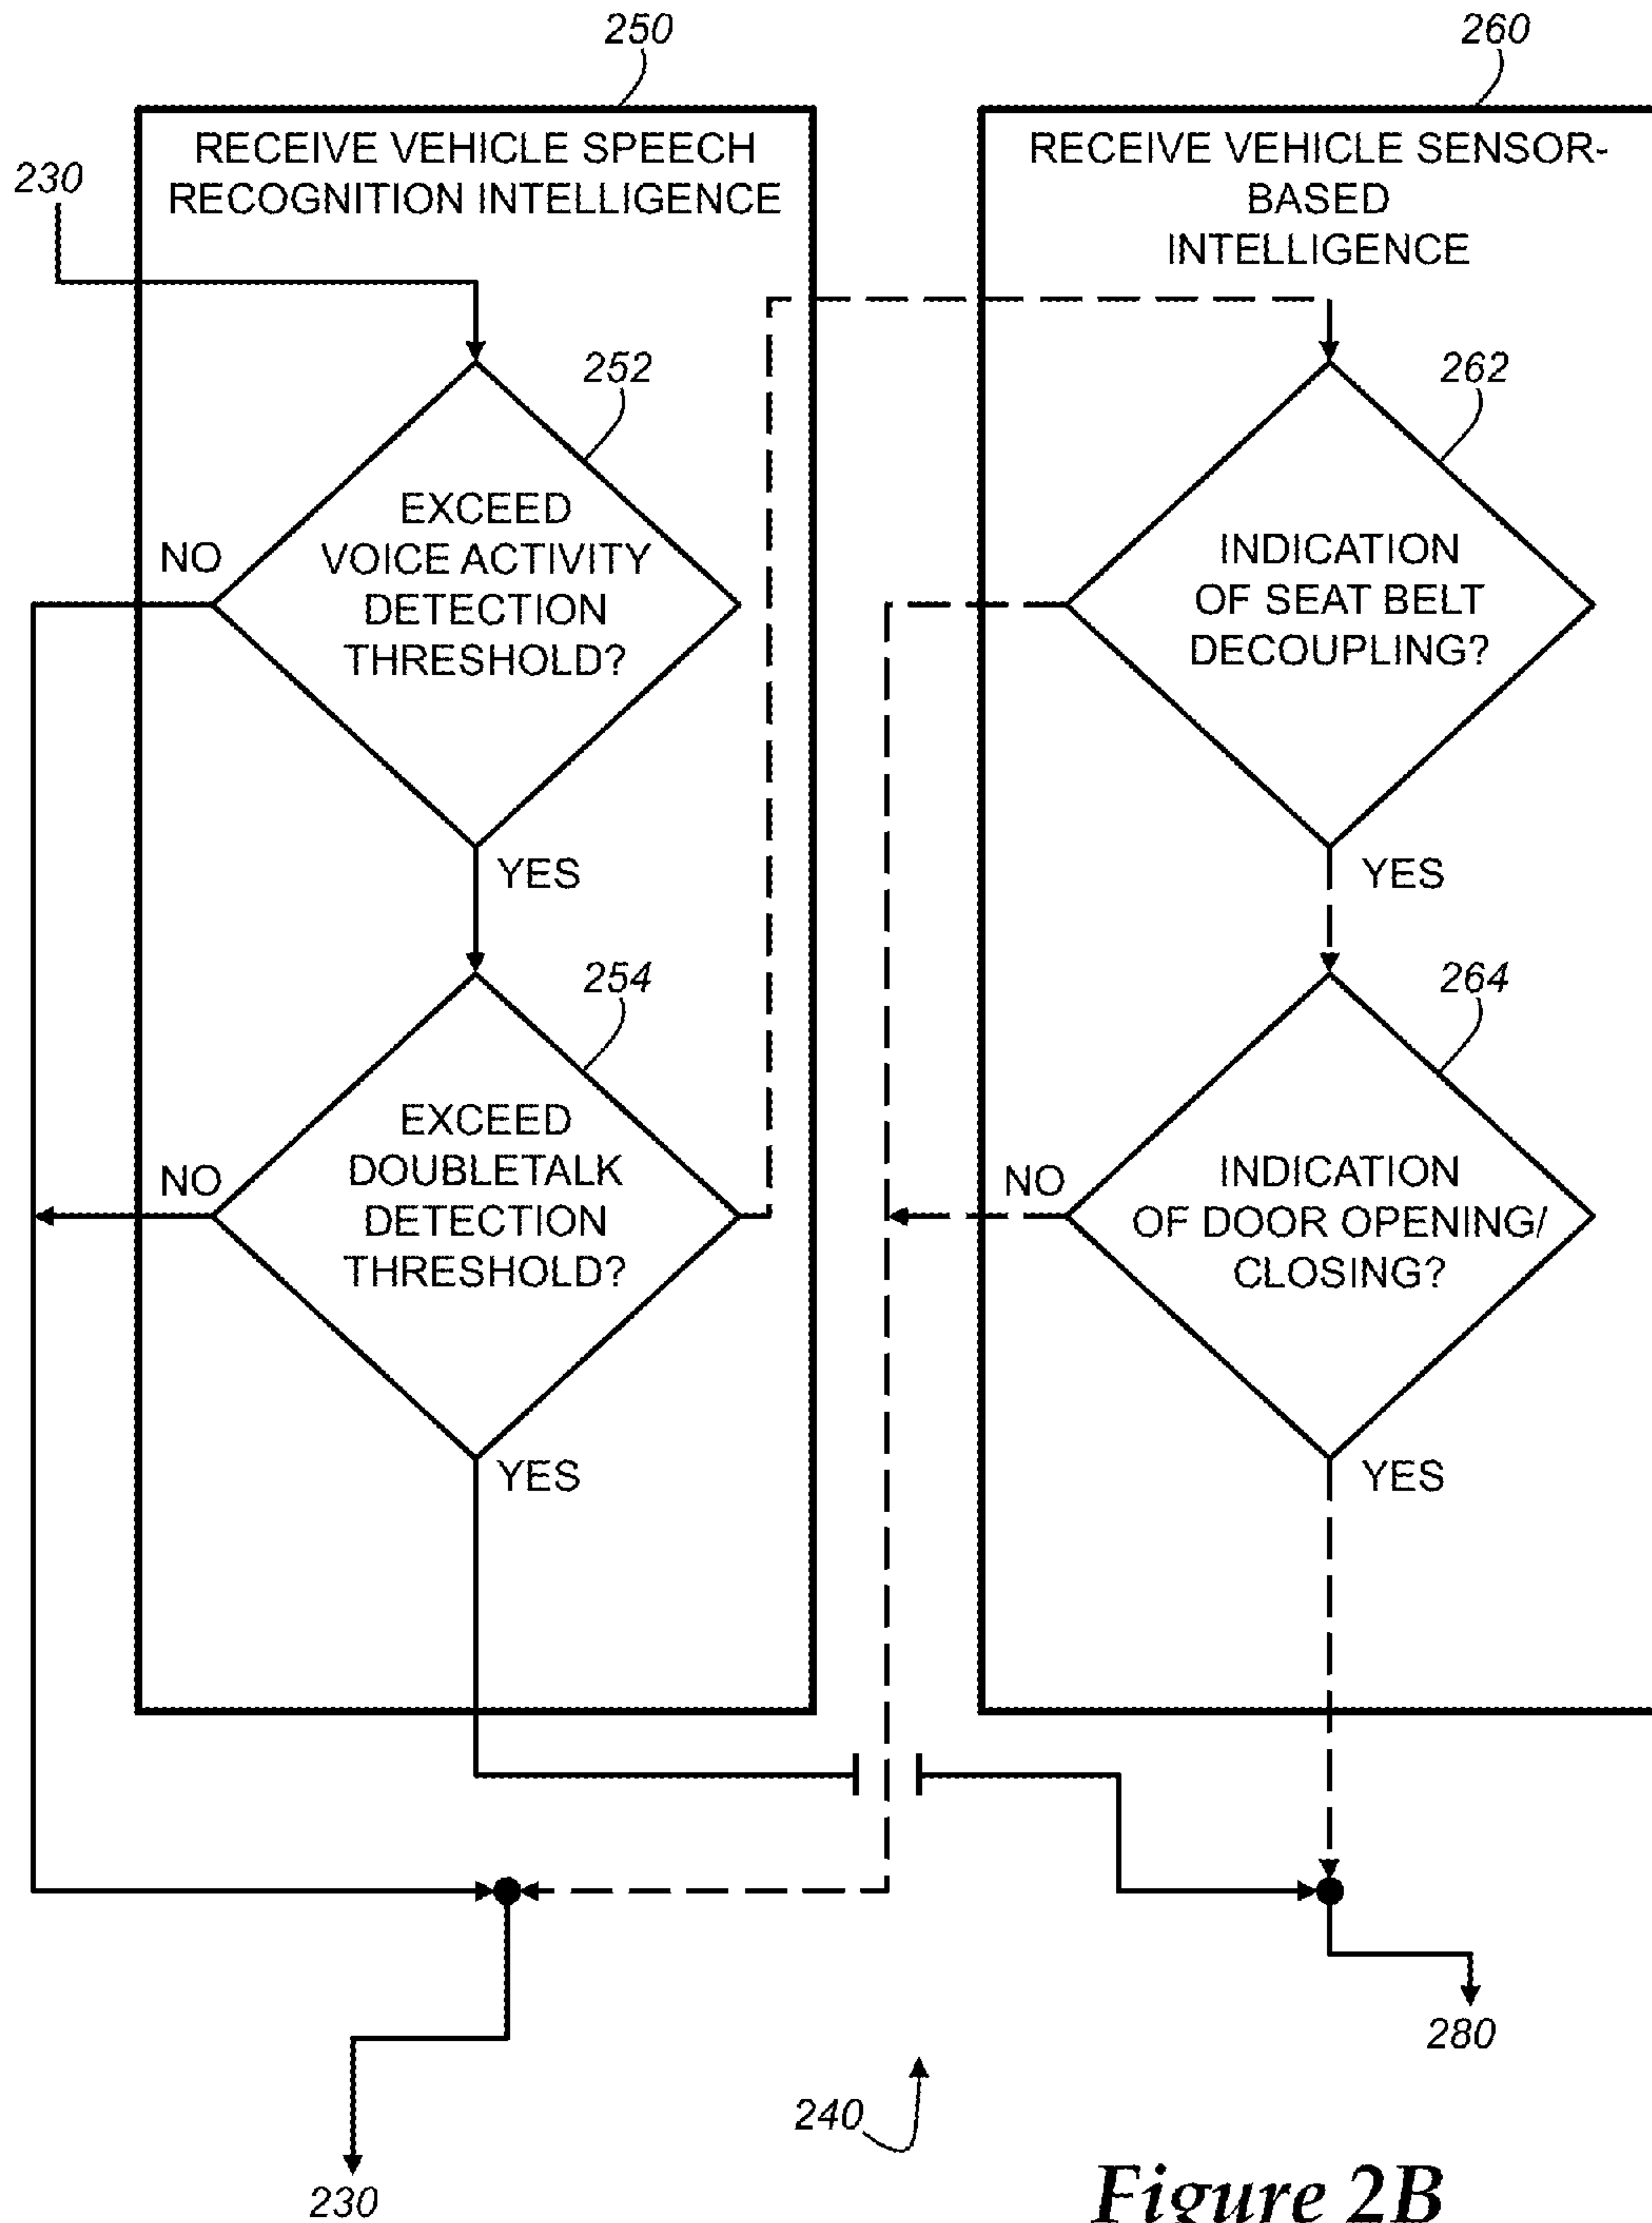 250
260
RECEIVE VEHICLE SPEECH
RECOGNITION INTELLIGENCE
RECEIVE VEHICLE SENSOR-
BASED
INTELLIGENCE
230
252
262
EXCEED
VOICE ACTIVITY
DETECTION
THRESHOLD?
NO
INDICATION
OF SEAT BELT
DECOUPLING?
YES
YES
254
264
EXCEED
DOUBLETALK
DETECTION
THRESHOLD?
NO
NO
INDICATION
OF DOOR OPENING/
CLOSING?
YES
YES
280
240
230
Figure 2B